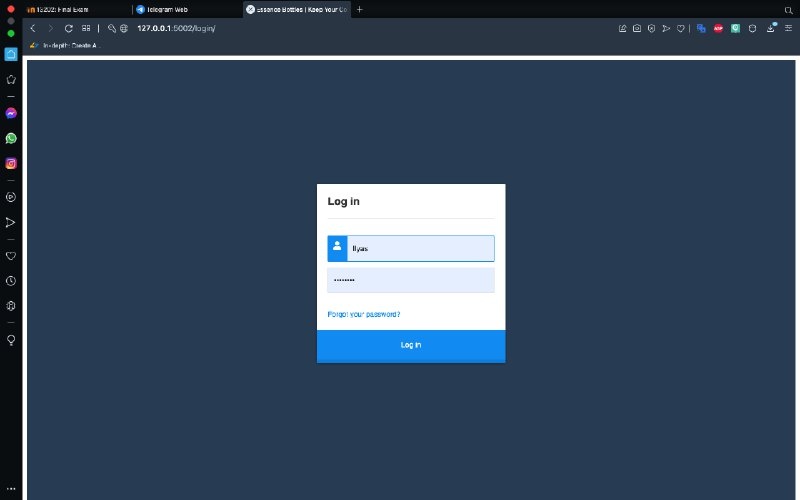 13202: Final Exam
Telegram Web
Essence Bottles | Keep Your Co
127.0.0.1:5002/login/
In-depth: Create A...
Log in
Ilyas
Forgot your password?
Log in